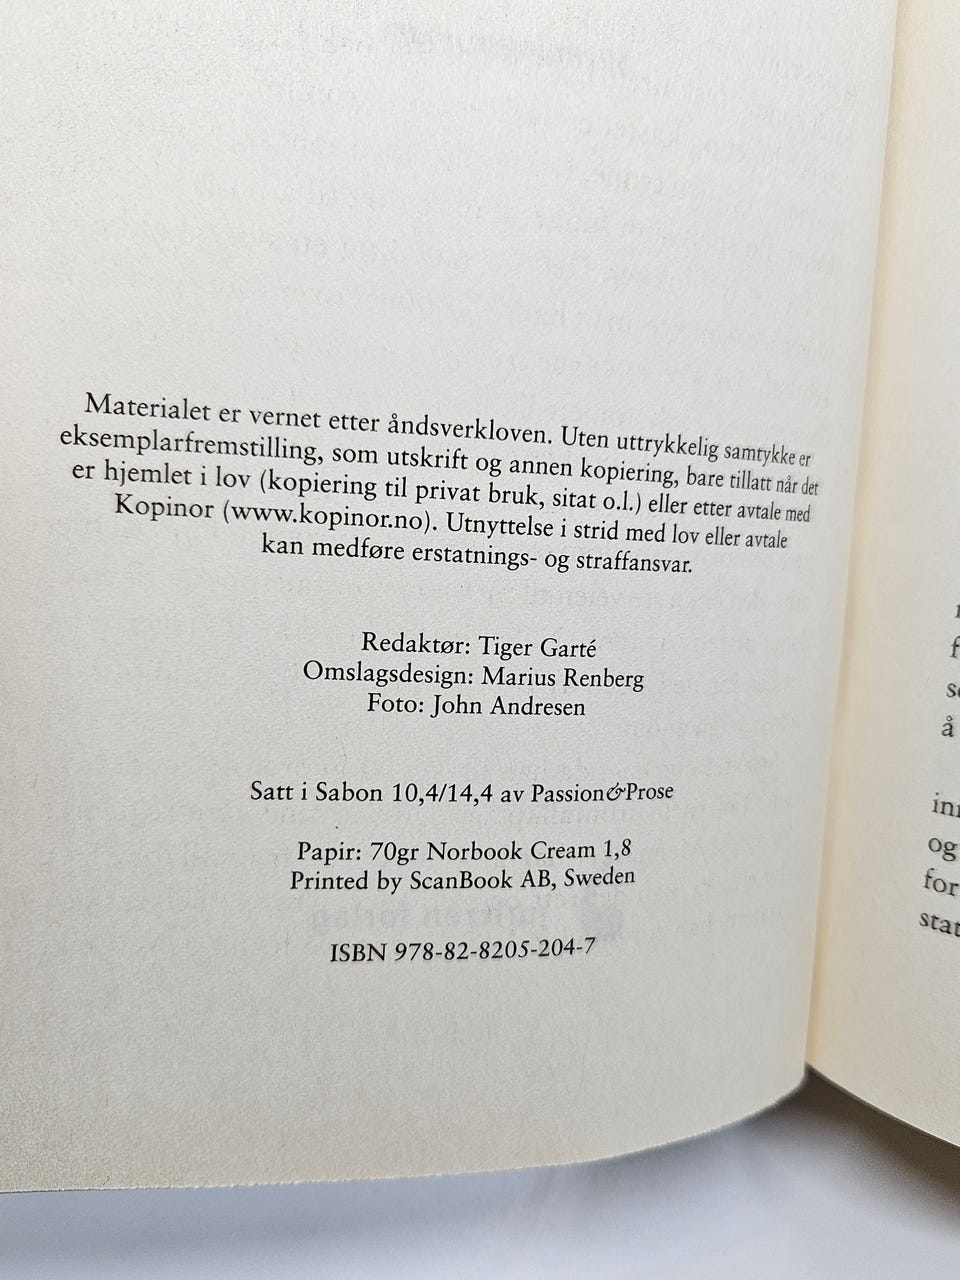 Materialet er vernet etter åndsverkloven. Uten uttrykkelig samtykke er
eksemplarfremstilling, som utskrift og annen kopiering, bare tillatt når det
er hjemlet i lov (kopiering til privat bruk, sitat o.l.) eller etter avtale med
Kopinor (www.kopinor.no). Utnyttelse i strid med lov eller avtale
kan medføre erstatnings- og straffansvar.
Redaktør: Tiger Garté
Omslagsdesign: Marius Renberg
Foto: John Andresen
Satt i Sabon 10,4/14,4 av Passion&Prose
Papir: 70gr Norbook Cream 1,8
Printed by ScanBook AB, Sweden
ISBN 978-82-8205-204-7
å
og